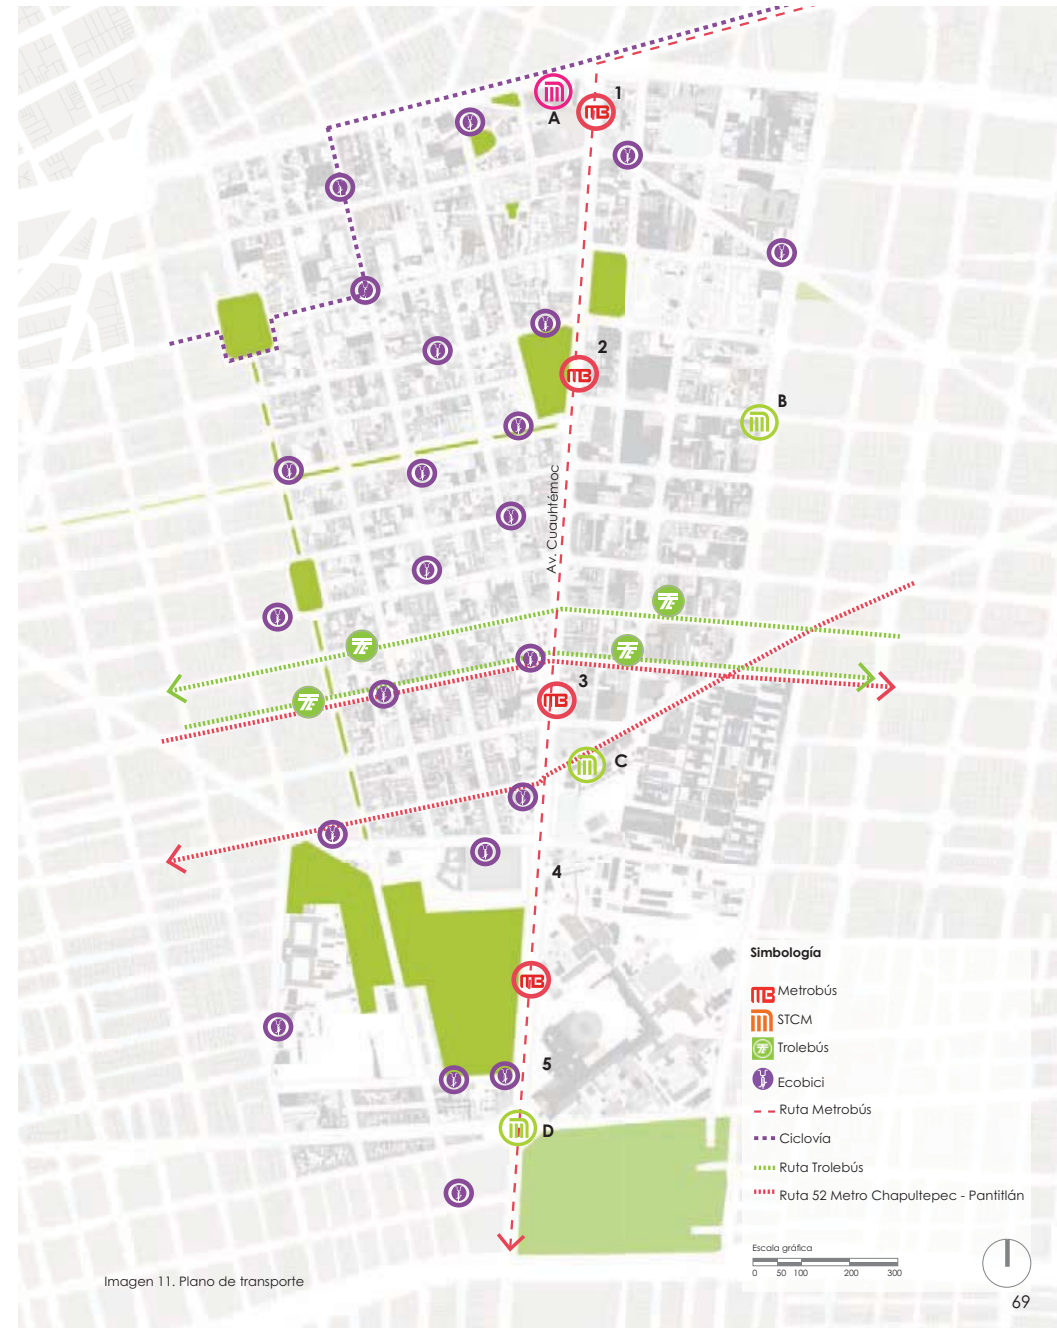 1
A
2
B
Av. Cuauhtémoc
3
C
4
5
D
Simbología
Metrobús
STCM
Trolebús
Ecobici
Ruta Metrobús
Ciclovía
Ruta Trolebús
Ruta 52 Metro Chapultepec - Pantitlán
Escala gráfica
0 50 100 200 300
Imagen 11. Plano de transporte
69